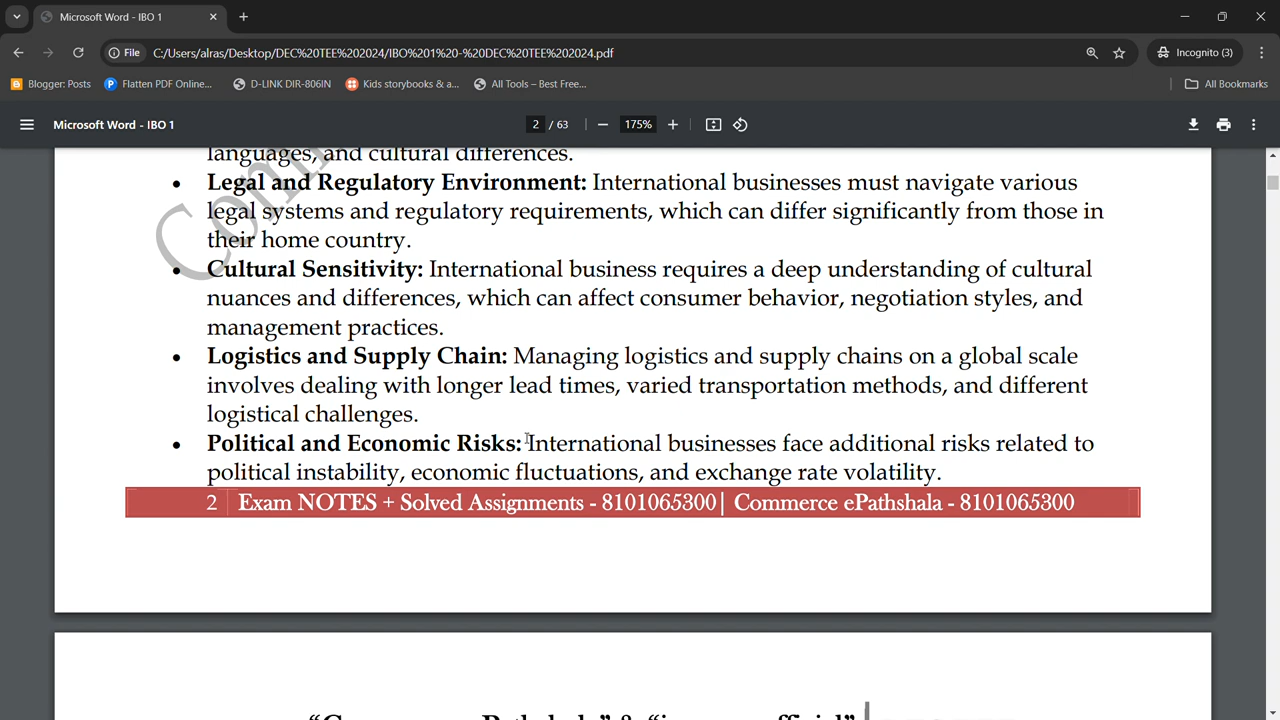 Microsoft Word - IBO 1
File C:/Users/alras/Desktop/DEC%20TEE%202024/IBO%201%20-%20DEC%20TEE%202024.pdf Incognito (3)
Blogger: Posts Flatten PDF Online... D-LINK DIR-806IN Kids storybooks & a... All Tools – Best Free... All Bookmarks
Microsoft Word - IBO 1 2 / 63 175%
languages, and cultural differences.
• Legal and Regulatory Environment: International businesses must navigate various
legal systems and regulatory requirements, which can differ significantly from those in
their home country.
• Cultural Sensitivity: International business requires a deep understanding of cultural
nuances and differences, which can affect consumer behavior, negotiation styles, and
management practices.
• Logistics and Supply Chain: Managing logistics and supply chains on a global scale
involves dealing with longer lead times, varied transportation methods, and different
logistical challenges.
• Political and Economic Risks: International businesses face additional risks related to
political instability, economic fluctuations, and exchange rate volatility.
2 Exam NOTES + Solved Assignments - 8101065300| Commerce ePathshala - 8101065300